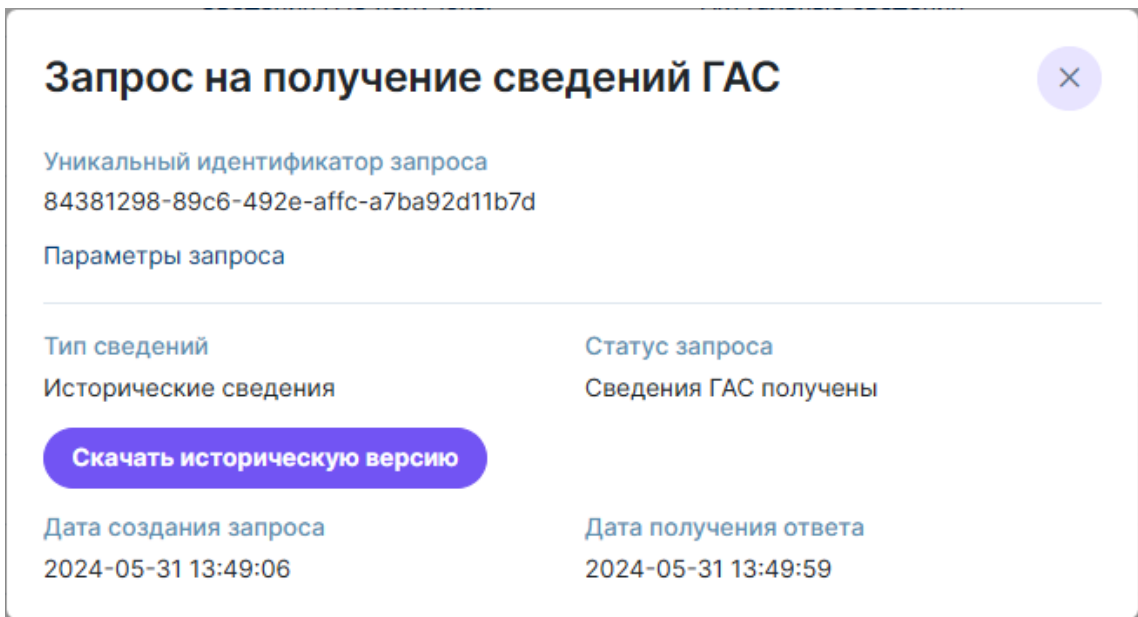 Запрос на получение сведений ГАС
Уникальный идентификатор запроса
84381298-89c6-492e-affc-a7ba92d11b7d
Параметры запроса
Тип сведений
Статус запроса
Исторические сведения
Сведения ГАС получены
Скачать историческую версию
Дата создания запроса
Дата получения ответа
2024-05-31 13:49:06
2024-05-31 13:49:59